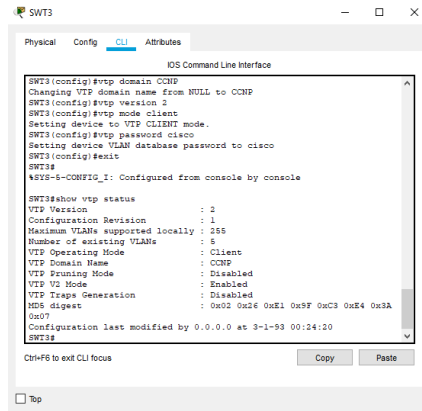 SWT3
Physical Config CLI Attributes
IOS Command Line Interface
SWT3(config)#vtp domain CCNP
Changing VTP domain name from NULL to CCNP
SWT3(config)#vtp version 2
SWT3(config)#vtp mode client
Setting device to VTP CLIENT mode.
SWT3(config)#vtp password cisco
Setting device VLAN database password to cisco
SWT3(config)#exit
SWT3#
%SYS-5-CONFIG_I: Configured from console by console
SWT3#show vtp status
VTP Version : 2
Configuration Revision : 1
Maximum VLANs supported locally : 255
Number of existing VLANs : 5
VTP Operating Mode : Client
VTP Domain Name : CCNP
VTP Pruning Mode : Disabled
VTP V2 Mode : Enabled
VTP Traps Generation : Disabled
MD5 digest : 0x02 0x26 0xE1 0x9F 0xC3 0xE4 0x3A
0x07
Configuration last modified by 0.0.0.0 at 3-1-93 00:24:20
SWT3#
Ctrl+F6 to exit CLI focus
Copy Paste
Top